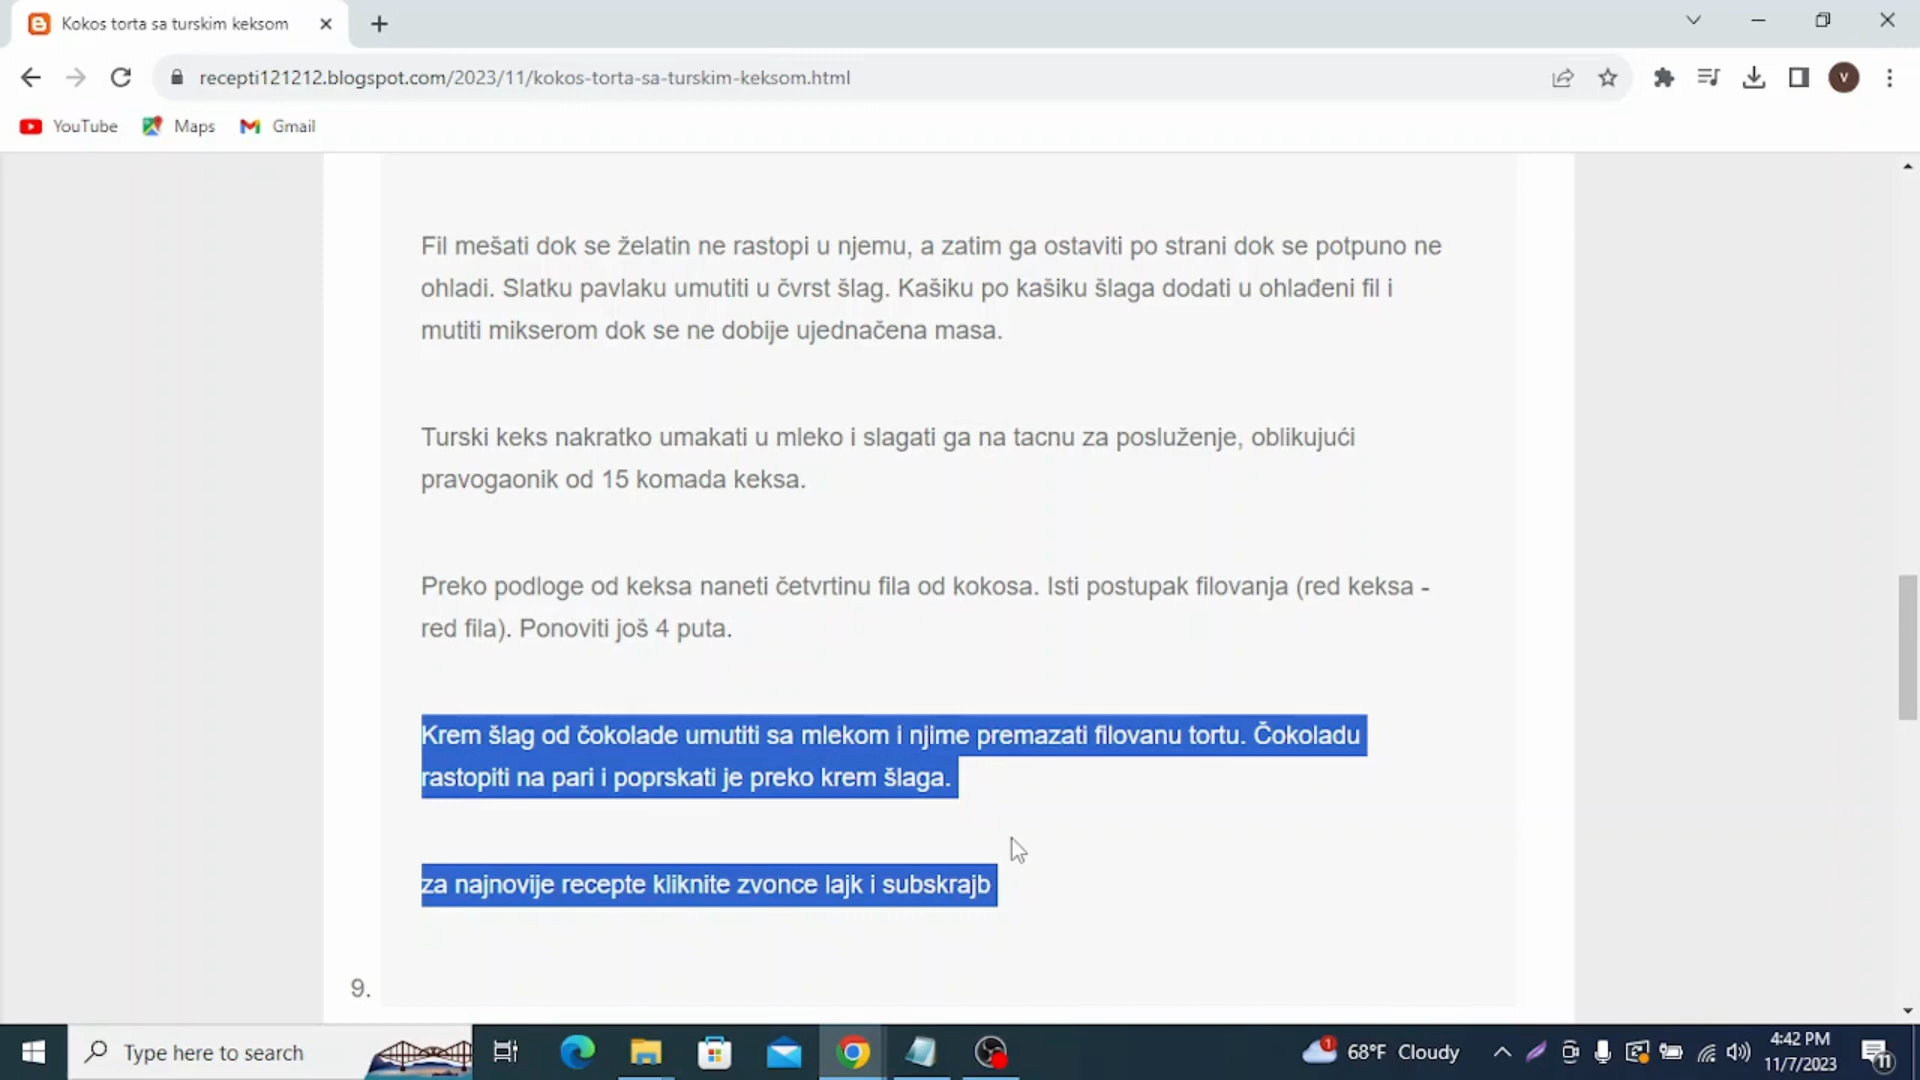 Kokos torta sa turskim keksom
recepti121212.blogspot.com/2023/11/kokos-torta-sa-turskim-keksom.html
V
YouTube Maps Gmail
Fil mešati dok se želatin ne rastopi u njemu, a zatim ga ostaviti po strani dok se potpuno ne
ohladi. Slatku pavlaku umutiti u čvrst šlag. Kašiku po kašiku šlaga dodati u ohlađeni fil i
mutiti mikserom dok se ne dobije ujednačena masa.
Turski keks nakratko umakati u mleko i slagati ga na tacnu za posluženje, oblikujući
pravogaonik od 15 komada keksa.
Preko podloge od keksa naneti četvrtinu fila od kokosa. Isti postupak filovanja (red keksa -
red fila). Ponoviti još 4 puta.
Krem šlag od čokolade umutiti sa mlekom i njime premazati filovanu tortu. Čokoladu
rastopiti na pari i poprskati je preko krem šlaga.
za najnovije recepte kliknite zvonce lajk i subskrajb
9.
Type here to search
1
68°F Cloudy
4:42 PM
11/7/2023
11